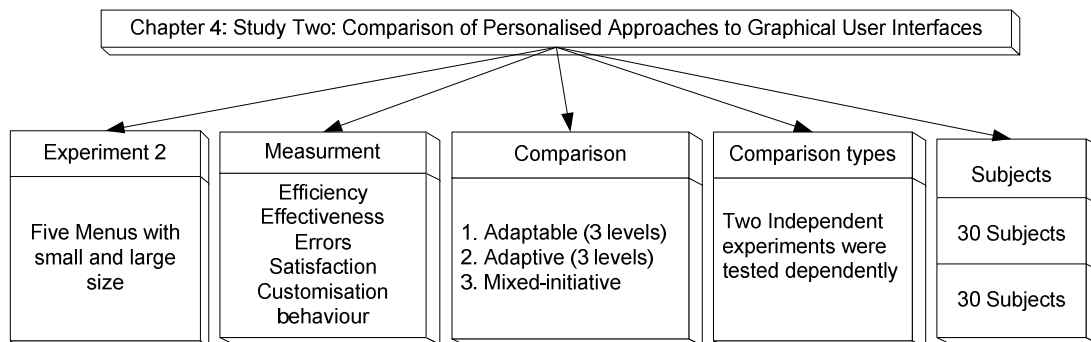 Chapter 4: Study Two: Comparison of Personalised Approaches to Graphical User Interfaces
Experiment 2
Five Menus with
small and large
size
Measurment
Efficiency
Effectiveness
Errors
Satisfaction
Customisation
behaviour
Comparison
1. Adaptable (3 levels)
2. Adaptive (3 levels)
3. Mixed-initiative
Comparison types
Two Independent
experiments were
tested dependently
Subjects
30 Subjects
30 Subjects